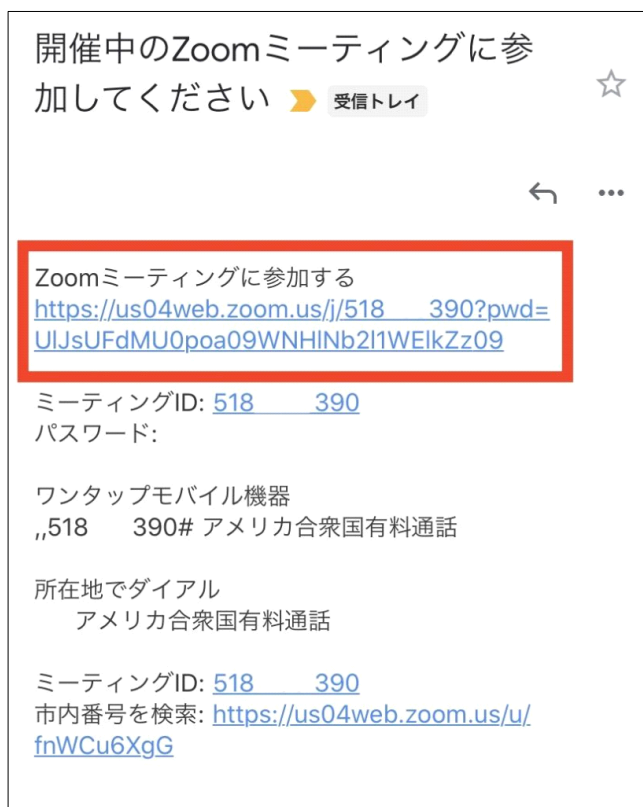 開催中のZoomミーティングに参
加してください 受信トレイ
Zoomミーティングに参加する
https://us04web.zoom.us/j/518 390?pwd=
UlJsUFdMU0poa09WNHlNb2l1WElkZz09
ミーティングID: 518 390
パスワード:
ワンタップモバイル機器
,,518 390# アメリカ合衆国有料通話
所在地でダイアル
アメリカ合衆国有料通話
ミーティングID: 518 390
市内番号を検索: https://us04web.zoom.us/u/
fnWCu6XgG